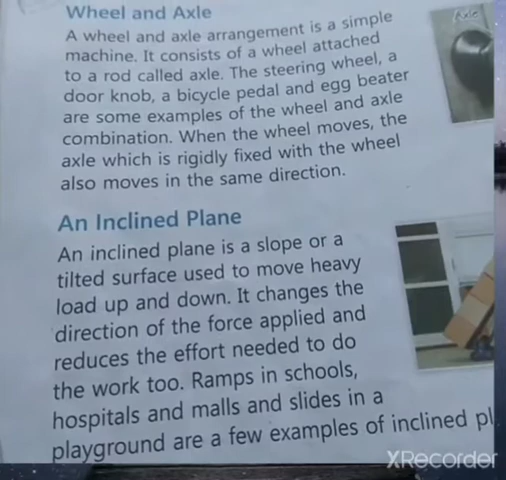 Wheel and Axle
A wheel and axle arrangement is a simple
machine. It consists of a wheel attached
to a rod called axle. The steering wheel, a
door knob, a bicycle pedal and egg beater
are some examples of the wheel and axle
combination. When the wheel moves, the
axle which is rigidly fixed with the wheel
also moves in the same direction.
Axle
An Inclined Plane
An inclined plane is a slope or a
tilted surface used to move heavy
load up and down. It changes the
direction of the force applied and
reduces the effort needed to do
the work too. Ramps in schools,
hospitals and malls and slides in a
playground are a few examples of inclined pl
XRecorder